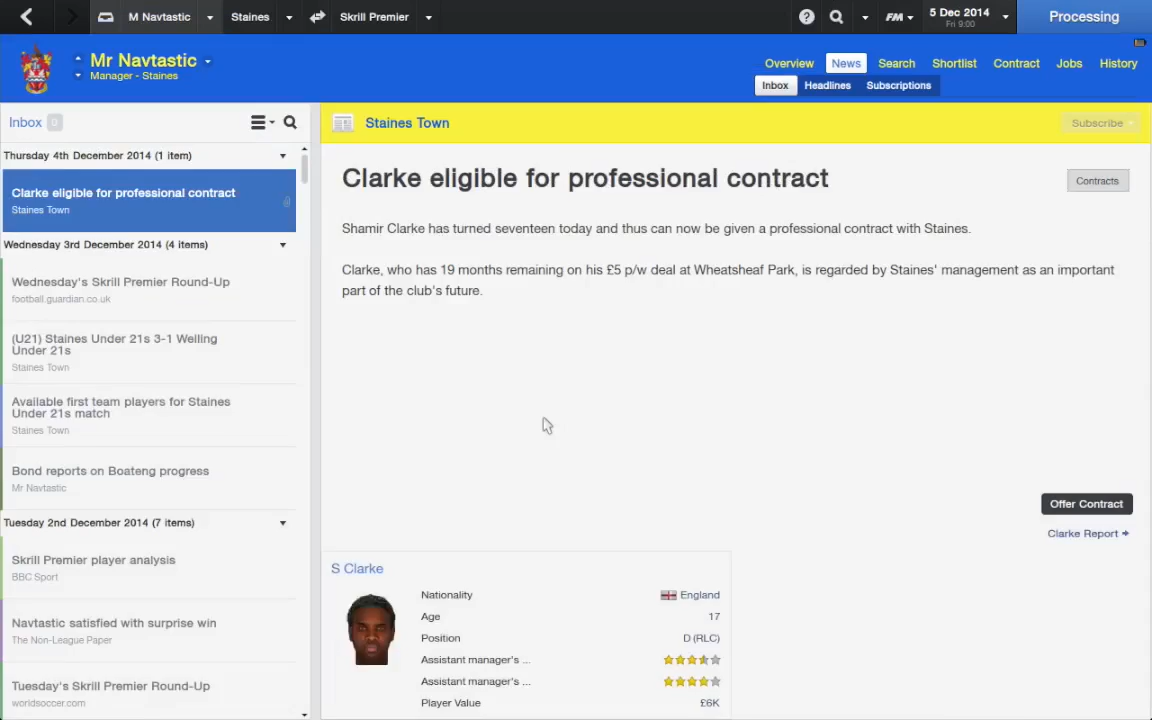 M Navtastic
Staines
Skrill Premier
FM
5 Dec 2014
Fri 9:00
Processing
Mr Navtastic
Manager - Staines
Overview
News
Search
Shortlist
Contract
Jobs
History
Inbox
Headlines
Subscriptions
Inbox 0
Staines Town
Subscribe
Thursday 4th December 2014 (1 item)
Clarke eligible for professional contract
Staines Town
Wednesday 3rd December 2014 (4 items)
Wednesday's Skrill Premier Round-Up
football.guardian.co.uk
(U21) Staines Under 21s 3-1 Welling
Under 21s
Staines Town
Available first team players for Staines
Under 21s match
Staines Town
Bond reports on Boateng progress
Mr Navtastic
Tuesday 2nd December 2014 (7 items)
Skrill Premier player analysis
BBC Sport
Navtastic satisfied with surprise win
The Non-League Paper
Tuesday's Skrill Premier Round-Up
worldsoccer.com
Clarke eligible for professional contract
Contracts
Shamir Clarke has turned seventeen today and thus can now be given a professional contract with Staines.
Clarke, who has 19 months remaining on his £5 p/w deal at Wheatsheaf Park, is regarded by Staines' management as an important
part of the club's future.
Offer Contract
Clarke Report
S Clarke
Nationality England
Age 17
Position D (RLC)
Assistant manager's ...
Assistant manager's ...
Player Value £6K